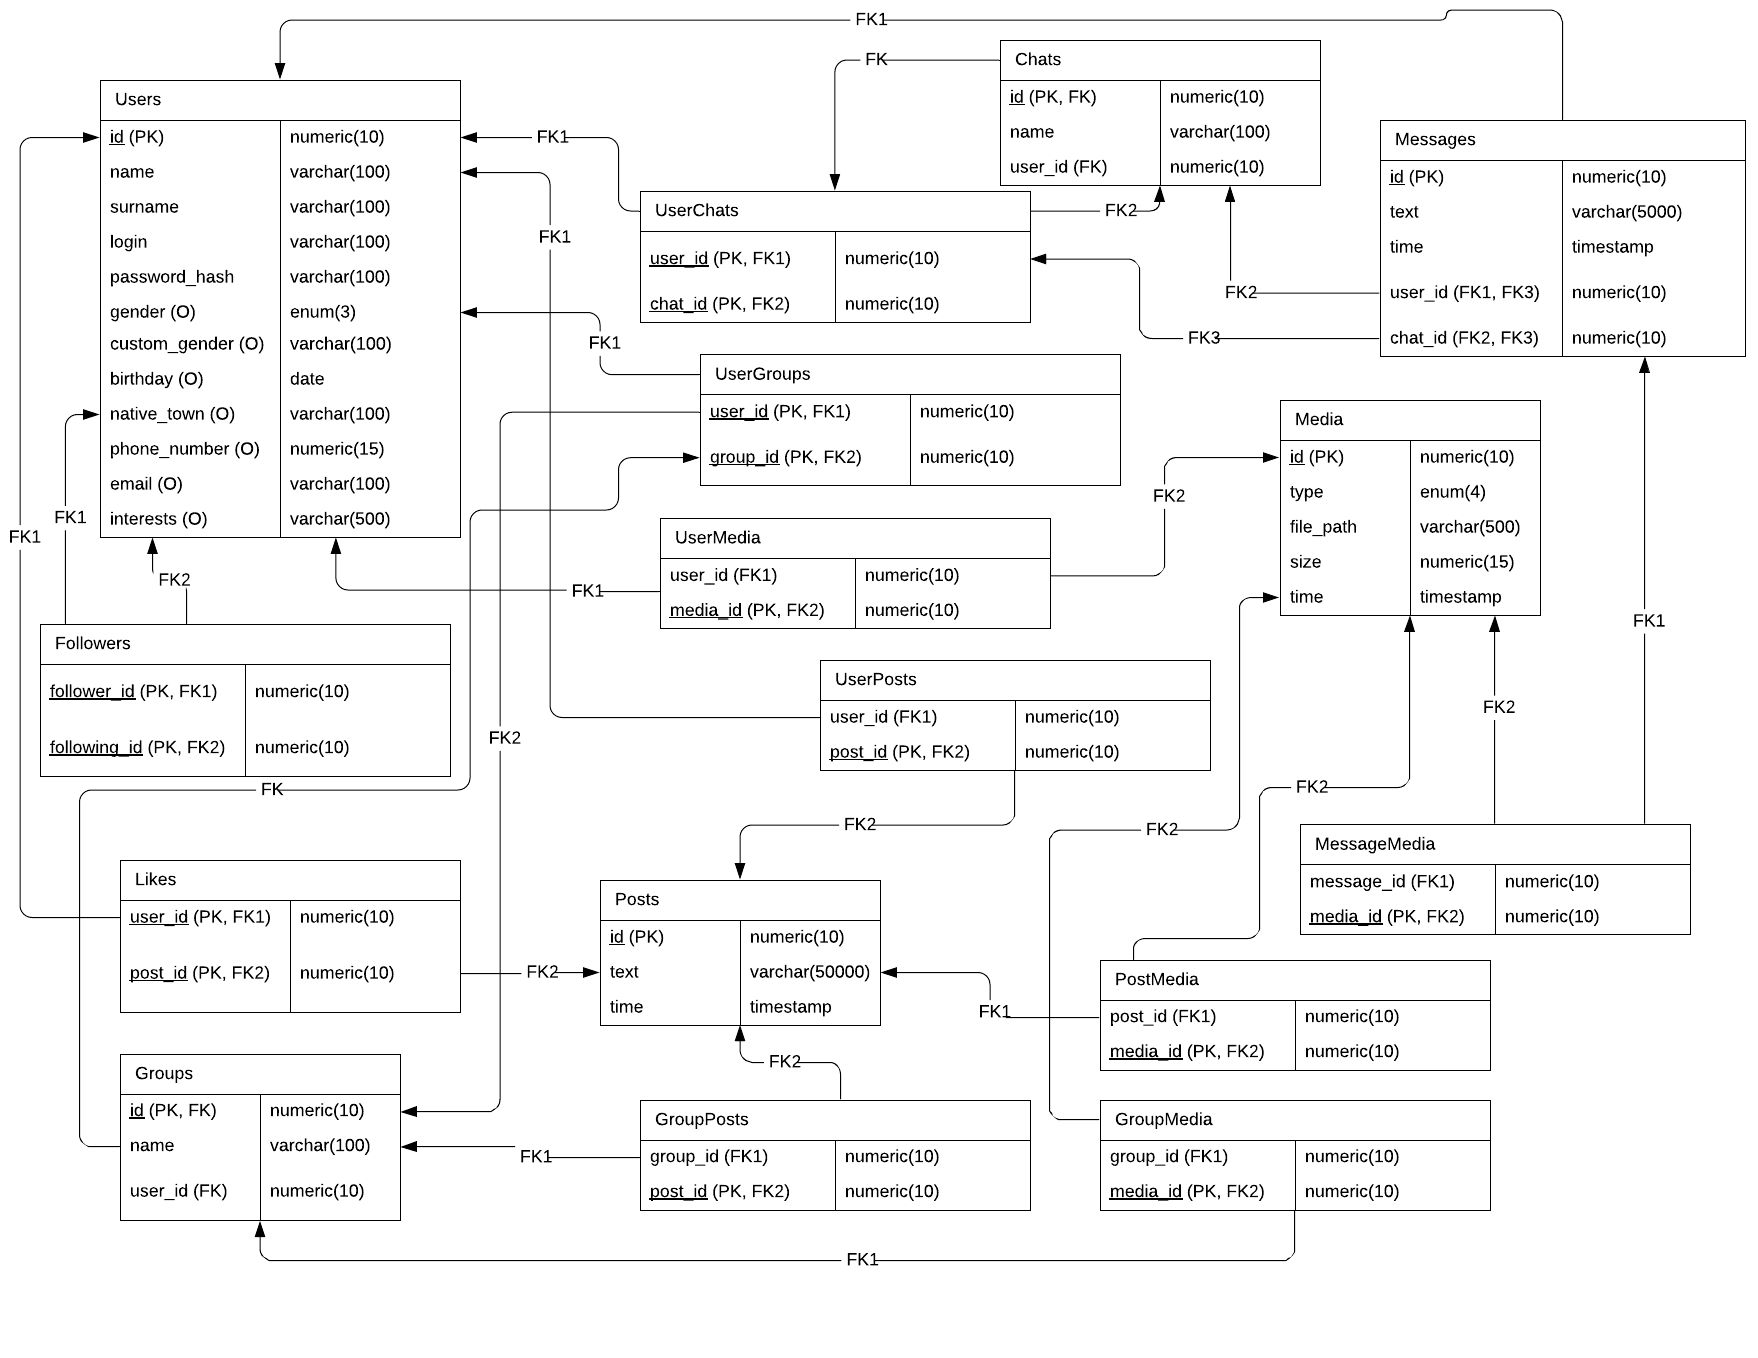 FK1
Users
id (PK) numeric(10)
name varchar(100)
surname varchar(100)
login varchar(100)
password_hash varchar(100)
gender (O) enum(3)
custom_gender (O) varchar(100)
birthday (O) date
native_town (O) varchar(100)
phone_number (O) numeric(15)
email (O) varchar(100)
interests (O) varchar(500)
FK
Chats
id (PK, FK) numeric(10)
name varchar(100)
user_id (FK) numeric(10)
Messages
id (PK) numeric(10)
text varchar(5000)
time timestamp
user_id (FK1, FK3) numeric(10)
chat_id (FK2, FK3) numeric(10)
FK1
FK1
UserChats
user_id (PK, FK1) numeric(10)
chat_id (PK, FK2) numeric(10)
FK2
FK2
FK3
FK1
UserGroups
user_id (PK, FK1) numeric(10)
group_id (PK, FK2) numeric(10)
Media
id (PK) numeric(10)
type enum(4)
file_path varchar(500)
size numeric(15)
time timestamp
FK2
FK1
FK1
FK2
UserMedia
user_id (FK1) numeric(10)
media_id (PK, FK2) numeric(10)
FK1
FK1
Followers
follower_id (PK, FK1) numeric(10)
following_id (PK, FK2) numeric(10)
UserPosts
user_id (FK1) numeric(10)
post_id (PK, FK2) numeric(10)
FK2
FK2
FK
FK2
FK2
FK2
MessageMedia
message_id (FK1) numeric(10)
media_id (PK, FK2) numeric(10)
Likes
user_id (PK, FK1) numeric(10)
post_id (PK, FK2) numeric(10)
FK2
Posts
id (PK) numeric(10)
text varchar(50000)
time timestamp
FK1
PostMedia
post_id (FK1) numeric(10)
media_id (PK, FK2) numeric(10)
Groups
id (PK, FK) numeric(10)
name varchar(100)
user_id (FK) numeric(10)
FK2
FK1
GroupPosts
group_id (FK1) numeric(10)
post_id (PK, FK2) numeric(10)
GroupMedia
group_id (FK1) numeric(10)
media_id (PK, FK2) numeric(10)
FK1